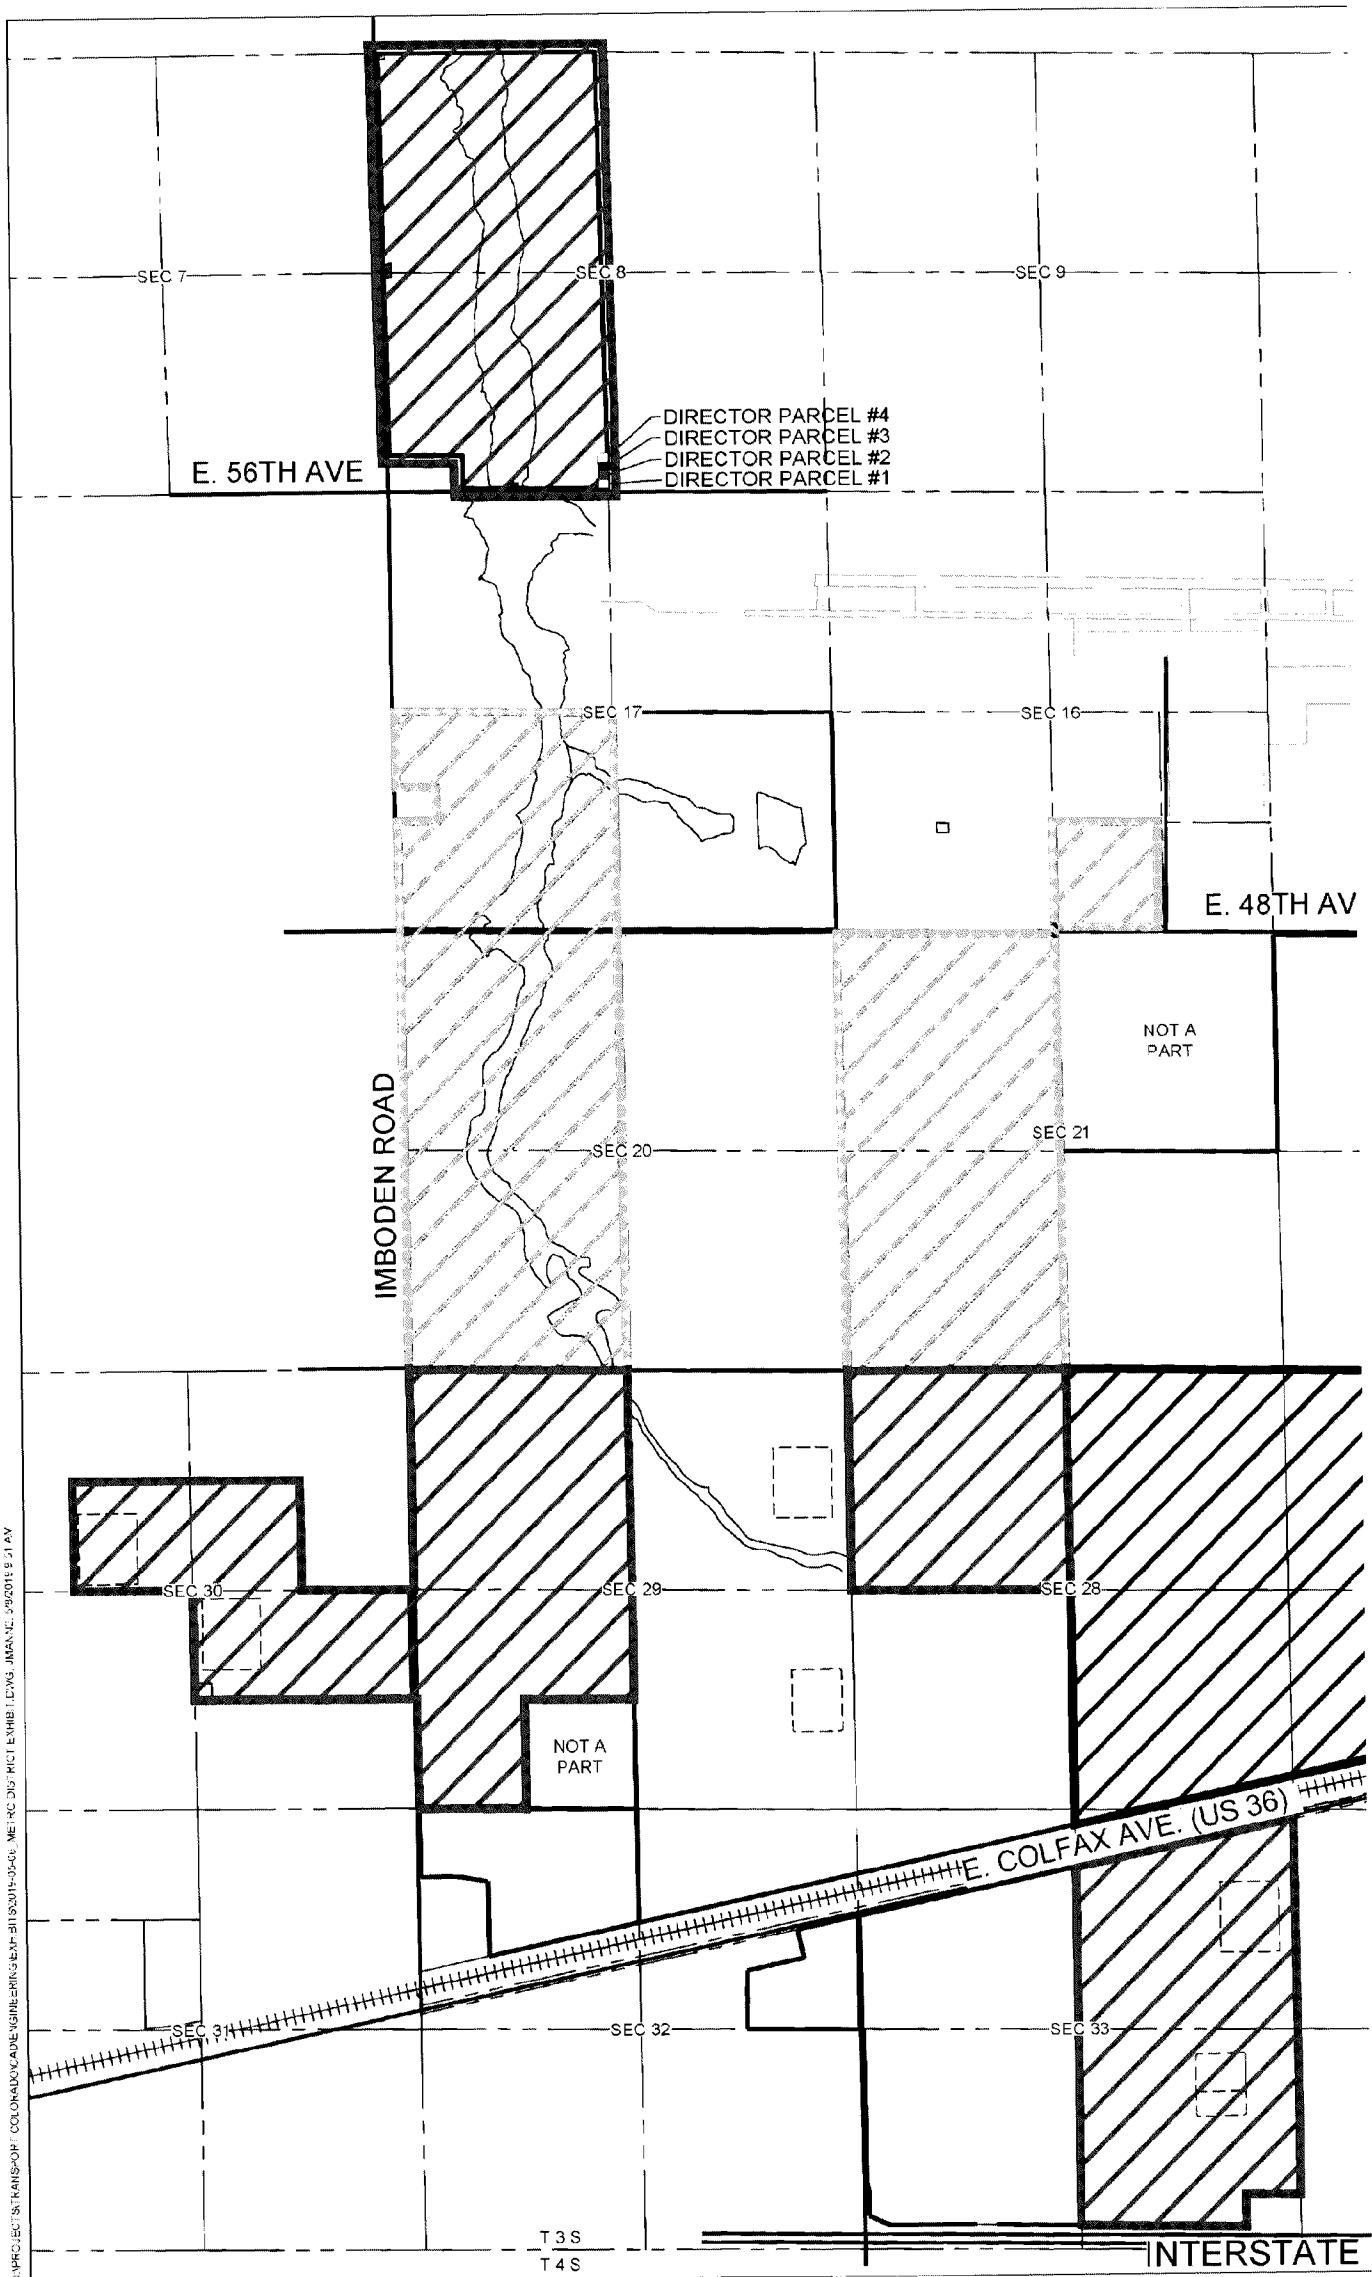 SEC 7
SEC 8
SEC 9
DIRECTOR PARCEL #4
DIRECTOR PARCEL #3
DIRECTOR PARCEL #2
DIRECTOR PARCEL #1
E. 56TH AVE
SEC 17
SEC 16
E. 48TH AV
NOT A
PART
IMBODEN ROAD
SEC 20
SEC 21
SEC 30
SEC 29
SEC 28
NOT A
PART
E. COLFAX AVE. (US 36)
SEC 31
SEC 32
SEC 33
T 3 S
T 4 S
INTERSTATE